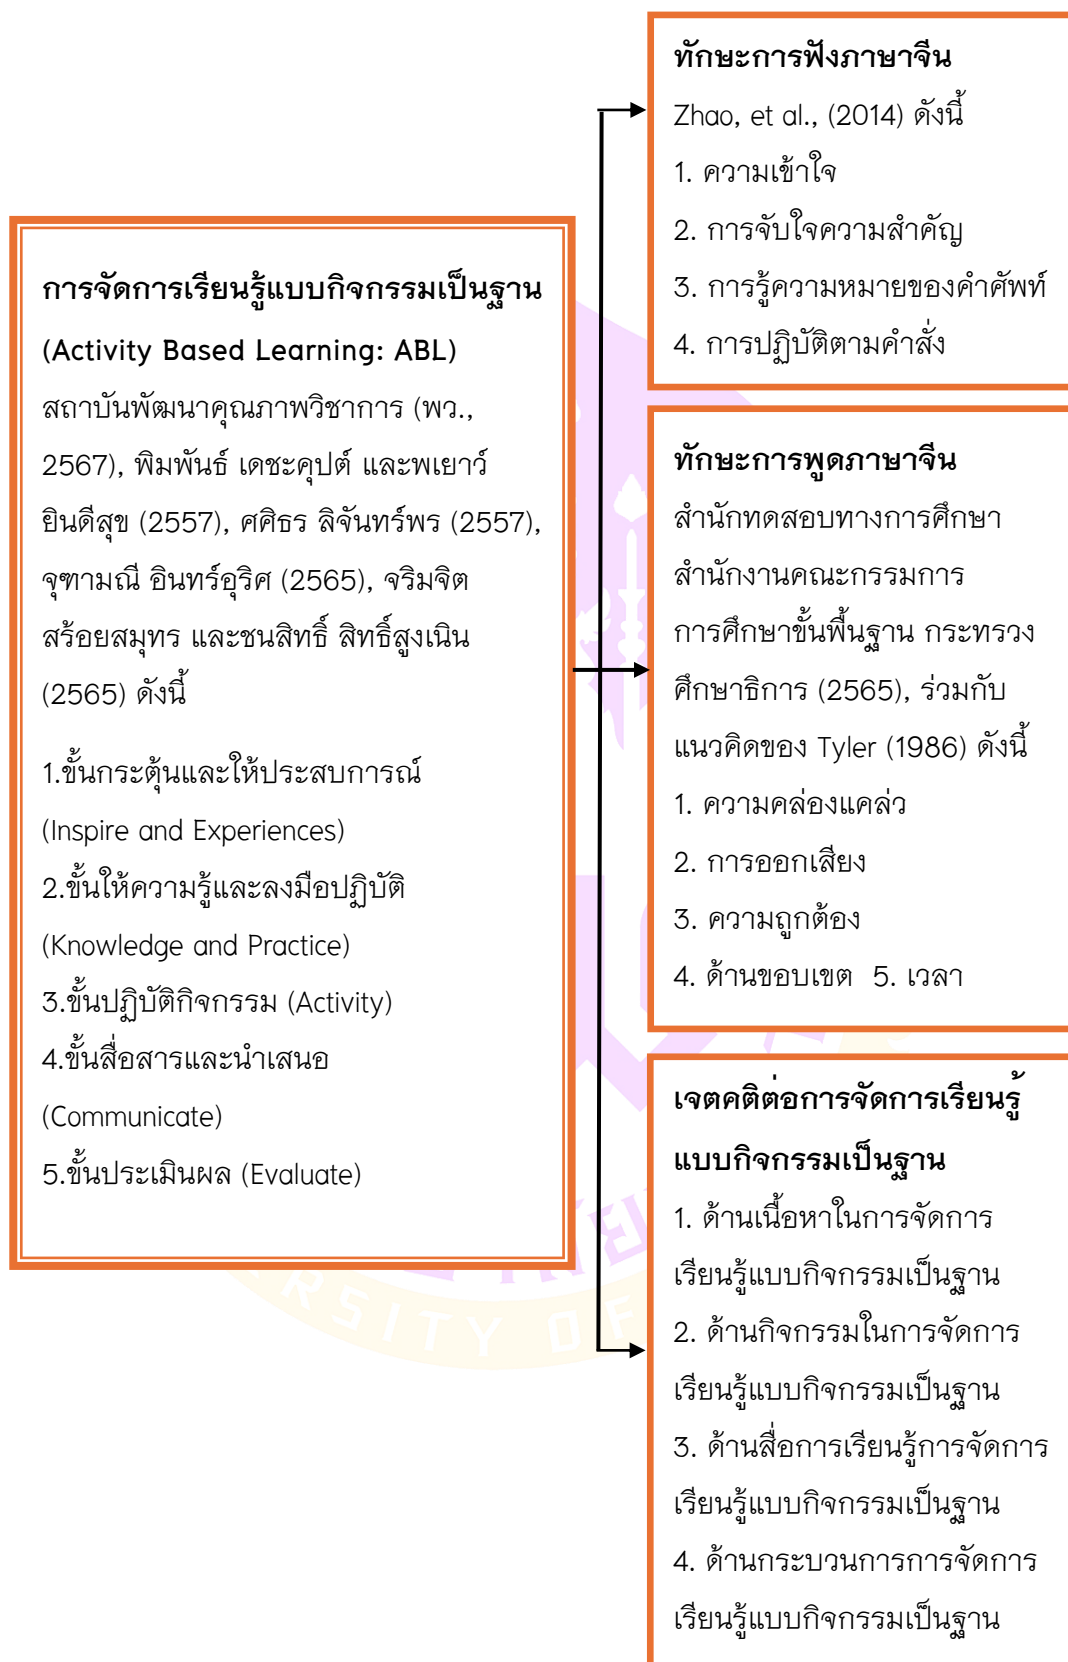 การจัดการเรียนรู้แบบกิจกรรมเป็นฐาน
(Activity Based Learning: ABL)
สถาบันพัฒนาคุณภาพวิชาการ (พว.,
2567), พิมพันธ์ เดชะคุปต์ และพเยาว์
ยินดีสุข (2557), ศศิธร ลิจันทร์พร (2557),
จุฑามณี อินทร์อุริศ (2565), จริมจิต
สร้อยสมุทร และชนสิทธิ์ สิทธิ์สูงเนิน
(2565) ดังนี้
1.ขั้นกระตุ้นและให้ประสบการณ์
(Inspire and Experiences)
2.ขั้นให้ความรู้และลงมือปฏิบัติ
(Knowledge and Practice)
3.ขั้นปฏิบัติกิจกรรม (Activity)
4.ขั้นสื่อสารและนำเสนอ
(Communicate)
5.ขั้นประเมินผล (Evaluate)
ทักษะการฟังภาษาจีน
Zhao, et al., (2014) ดังนี้
1. ความเข้าใจ
2. การจับใจความสำคัญ
3. การรู้ความหมายของคำศัพท์
4. การปฏิบัติตามคำสั่ง
ทักษะการพูดภาษาจีน
สำนักทดสอบทางการศึกษา
สำนักงานคณะกรรมการ
การศึกษาขั้นพื้นฐาน กระทรวง
ศึกษาธิการ (2565), ร่วมกับ
แนวคิดของ Tyler (1986) ดังนี้
1. ความคล่องแคล่ว
2. การออกเสียง
3. ความถูกต้อง
4. ด้านขอบเขต 5. เวลา
เจตคติต่อการจัดการเรียนรู้
แบบกิจกรรมเป็นฐาน
1. ด้านเนื้อหาในการจัดการ
เรียนรู้แบบกิจกรรมเป็นฐาน
2. ด้านกิจกรรมในการจัดการ
เรียนรู้แบบกิจกรรมเป็นฐาน
3. ด้านสื่อการเรียนรู้การจัดการ
เรียนรู้แบบกิจกรรมเป็นฐาน
4. ด้านกระบวนการการจัดการ
เรียนรู้แบบกิจกรรมเป็นฐาน
ERSITY OF